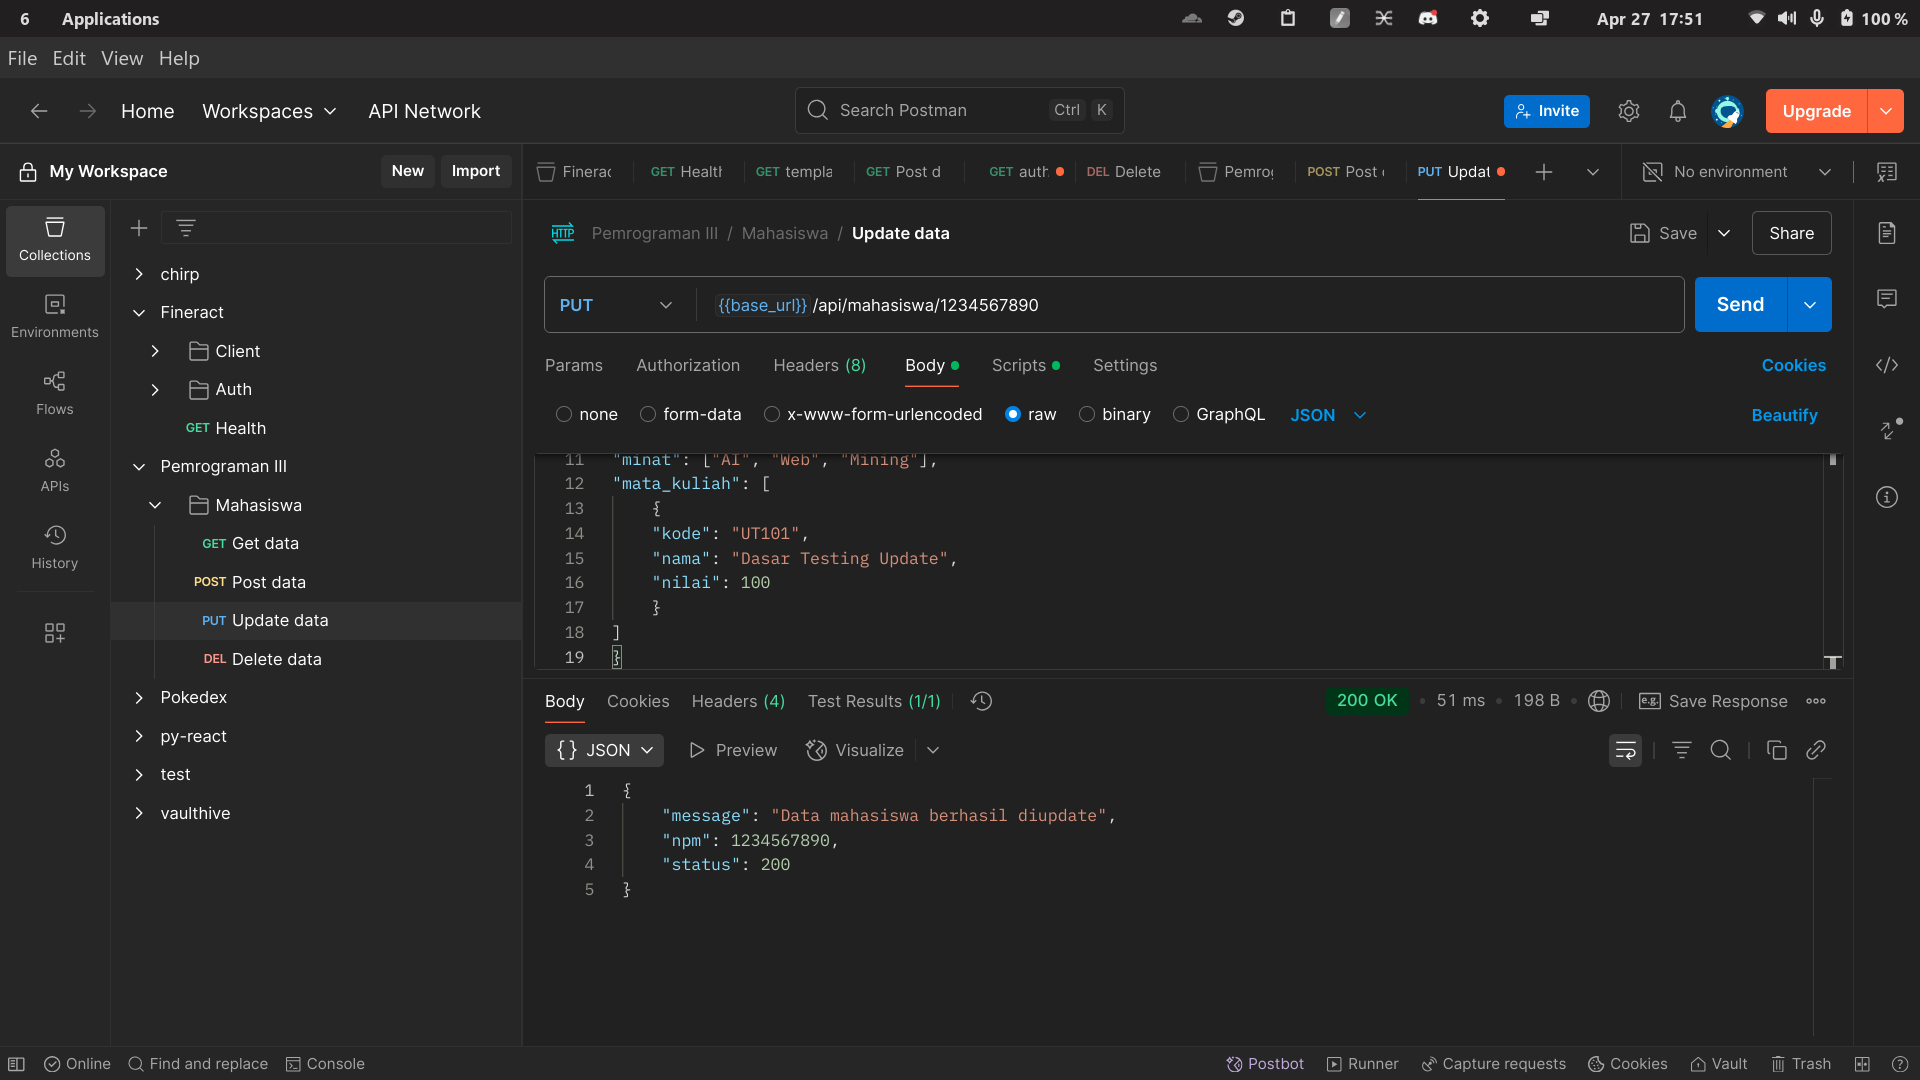 6 Applications Apr 27 17:51 100 %
File Edit View Help
Home Workspaces API Network Search Postman Ctrl K Invite Upgrade
My Workspace New Import
Finerac GET Health GET templa GET Post d GET auth DEL Delete Pemrog POST Post PUT Updat No environment
Collections
Environments
Flows
APIs
History
chirp
Fineract
Client
Auth
GET Health
Pemrograman III
Mahasiswa
GET Get data
POST Post data
PUT Update data
DEL Delete data
Pokedex
py-react
test
vaulthive
HTTP Pemrograman III / Mahasiswa / Update data Save Share
PUT {{base_url}} /api/mahasiswa/1234567890 Send
Params Authorization Headers (8) Body Scripts Settings Cookies
none form-data x-www-form-urlencoded raw binary GraphQL JSON Beautify
11 "minat": ["AI", "Web", "Mining"],
12 "mata_kuliah": [
13 {
14 "kode": "UT101",
15 "nama": "Dasar Testing Update",
16 "nilai": 100
17 }
18 ]
19 }
Body Cookies Headers (4) Test Results (1/1) 200 OK 51 ms 198 B e.g. Save Response
{} JSON Preview Visualize
1 {
2 "message": "Data mahasiswa berhasil diupdate",
3 "npm": 1234567890,
4 "status": 200
5 }
Online Find and replace Console Postbot Runner Capture requests Cookies Vault Trash